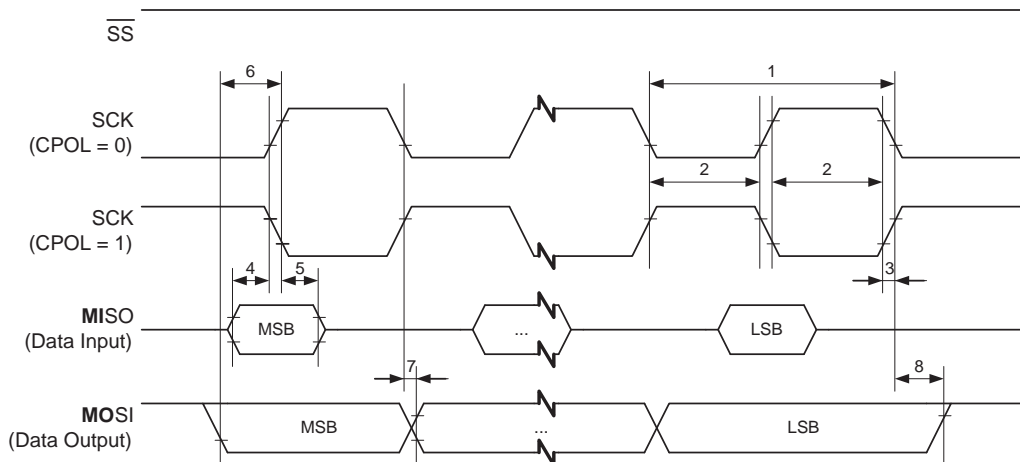 SS
6
1
SCK
(CPOL = 0)
2
2
SCK
(CPOL = 1)
4
5
3
MISO
(Data Input)
MSB
...
LSB
7
8
MOSI
(Data Output)
MSB
...
LSB